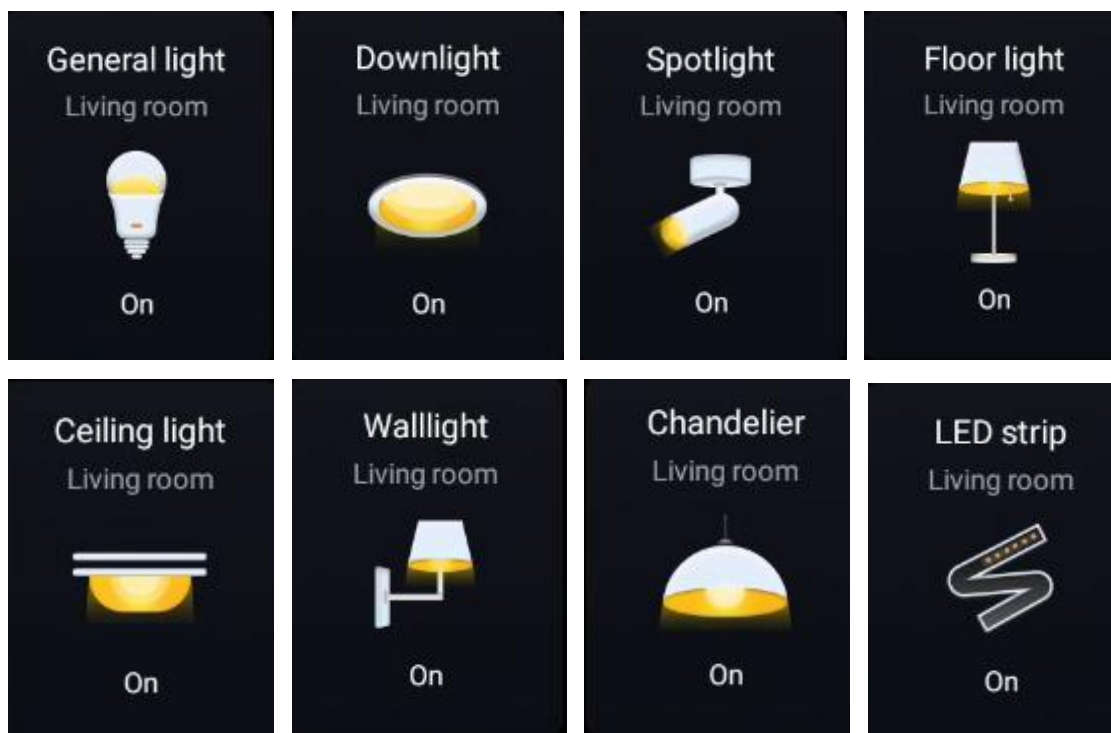 General light
Living room
On
Downlight
Living room
On
Spotlight
Living room
On
Floor light
Living room
On
Ceiling light
Living room
On
Walllight
Living room
On
Chandelier
Living room
On
LED strip
Living room
On